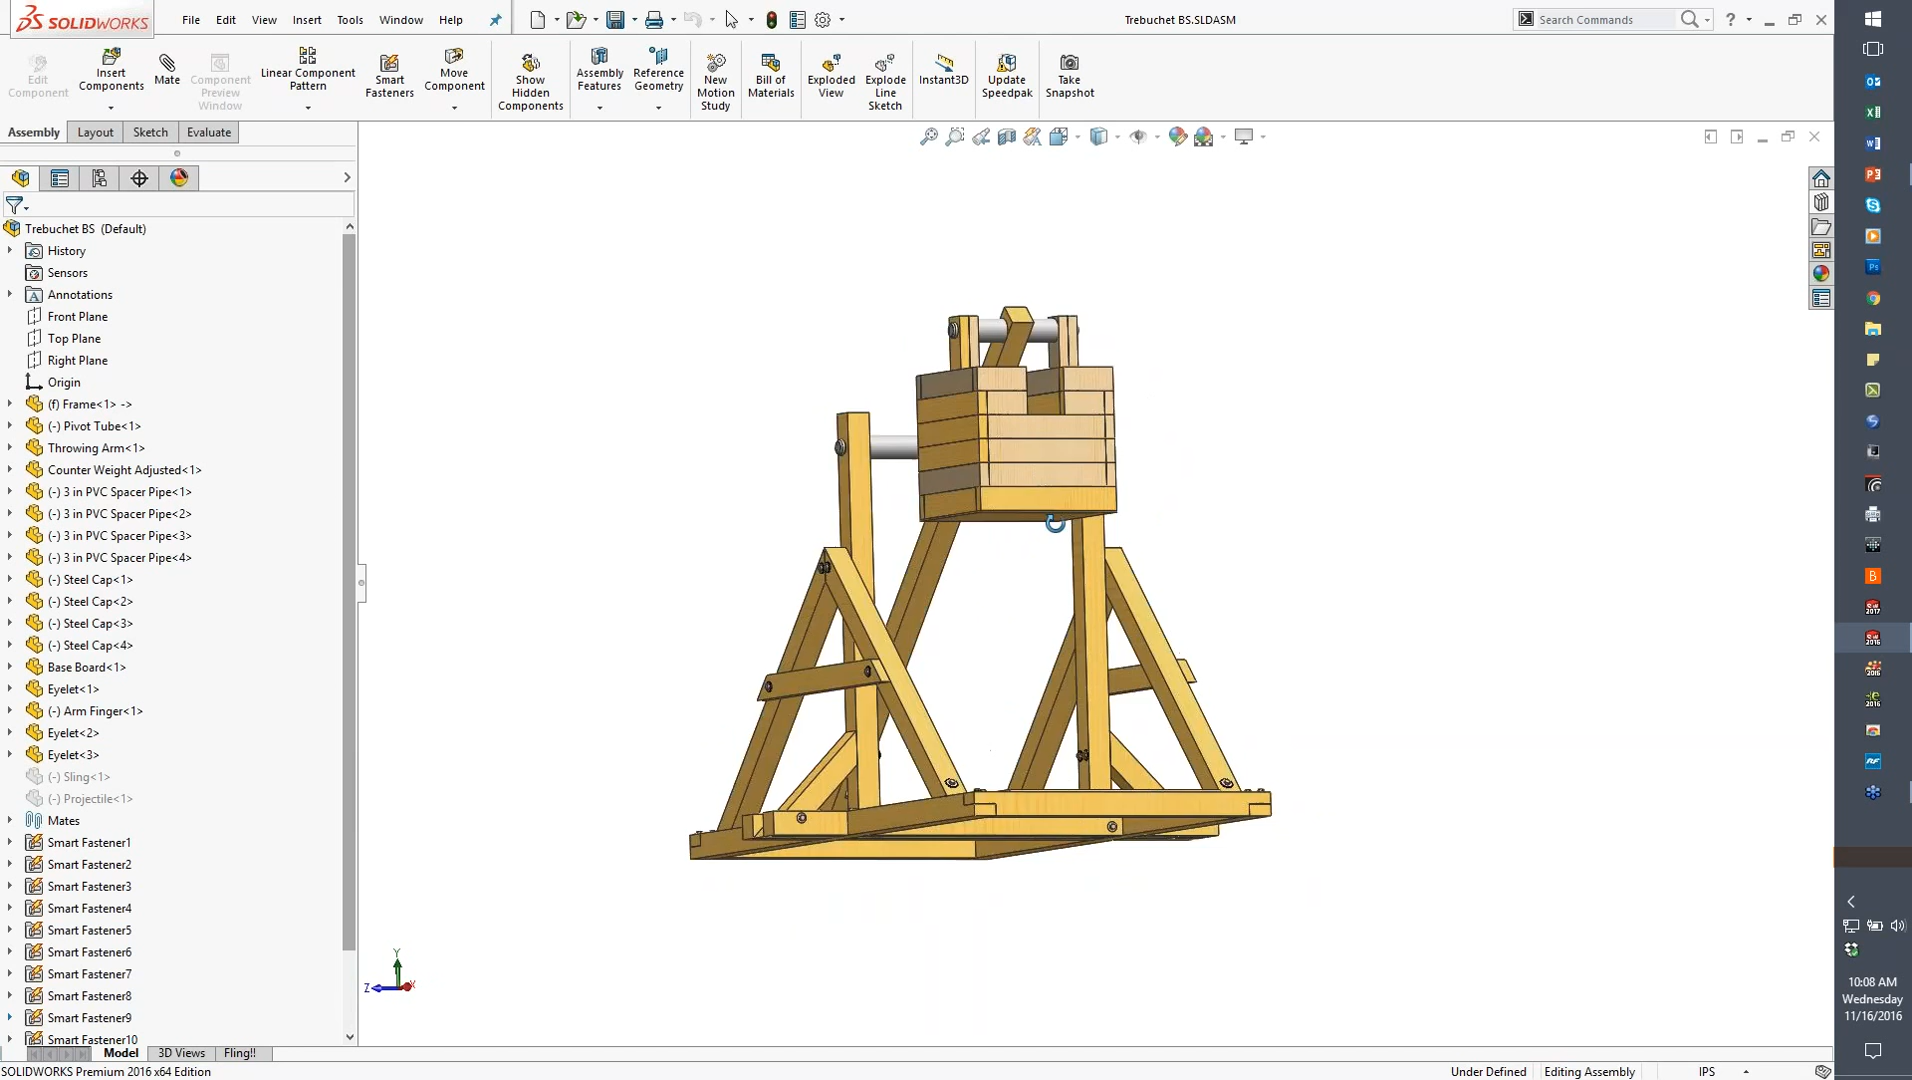 SOLIDWORKS File Edit View Insert Tools Window Help Trebuchet BS.SLDASM Search Commands ?
Edit Component
Insert Components
Mate
Component Preview Window
Linear Component Pattern
Smart Fasteners
Move Component
Show Hidden Components
Assembly Features
Reference Geometry
New Motion Study
Bill of Materials
Exploded View
Explode Line Sketch
Instant3D
Update Speedpak
Take Snapshot
Assembly Layout Sketch Evaluate
Trebuchet BS (Default)
History
Sensors
Annotations
Front Plane
Top Plane
Right Plane
Origin
(f) Frame<1> ->
(-) Pivot Tube<1>
Throwing Arm<1>
Counter Weight Adjusted<1>
(-) 3 in PVC Spacer Pipe<1>
(-) 3 in PVC Spacer Pipe<2>
(-) 3 in PVC Spacer Pipe<3>
(-) 3 in PVC Spacer Pipe<4>
(-) Steel Cap<1>
(-) Steel Cap<2>
(-) Steel Cap<3>
(-) Steel Cap<4>
Base Board<1>
Eyelet<1>
(-) Arm Finger<1>
Eyelet<2>
Eyelet<3>
(-) Sling<1>
(-) Projectile<1>
Mates
Smart Fastener1
Smart Fastener2
Smart Fastener3
Smart Fastener4
Smart Fastener5
Smart Fastener6
Smart Fastener7
Smart Fastener8
Smart Fastener9
Smart Fastener10
Y
Z X
Model 3D Views Fling!!
SOLIDWORKS Premium 2016 x64 Edition Under Defined Editing Assembly IPS
10:08 AM
Wednesday
11/16/2016